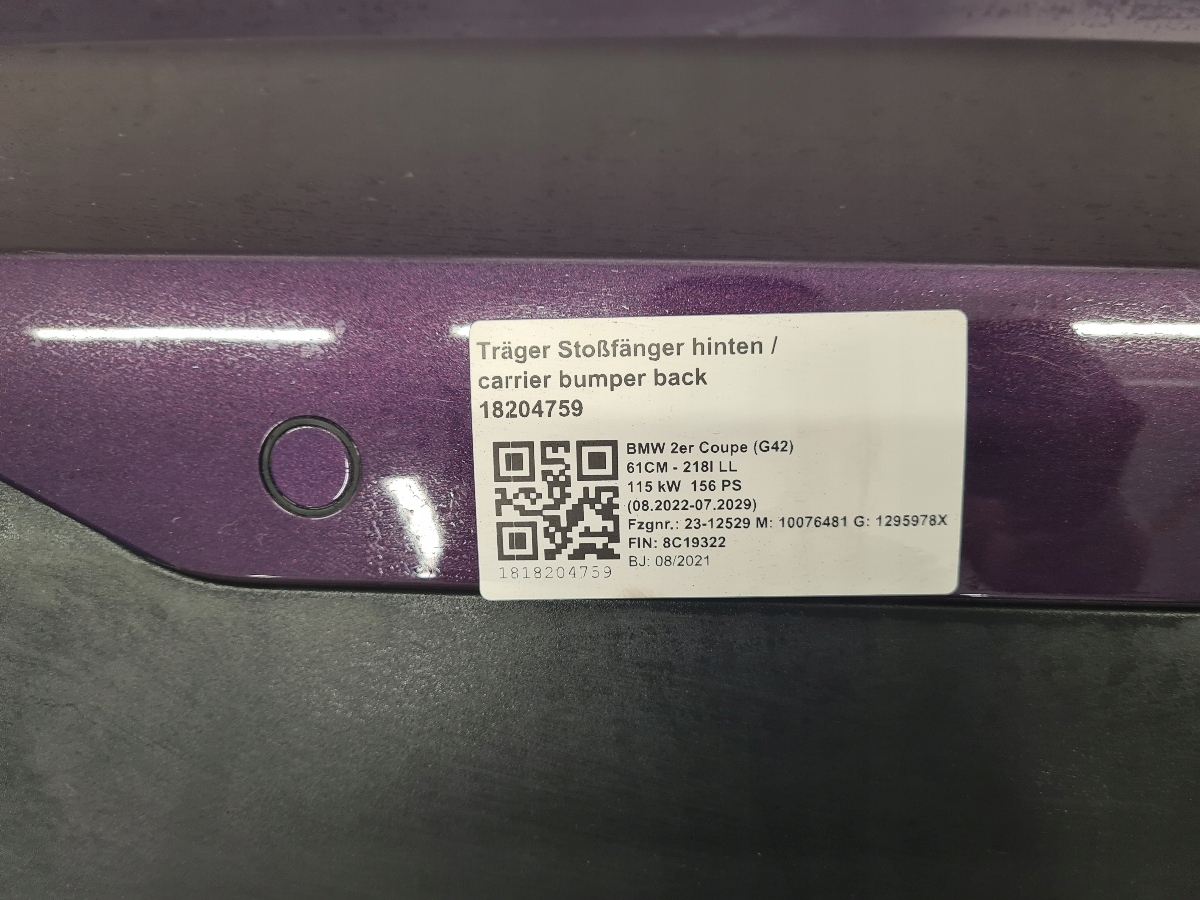 Träger Stoßfänger hinten /
carrier bumper back
18204759
BMW 2er Coupe (G42)
61CM - 218I LL
115 kW 156 PS
(08.2022-07.2029)
Fzgnr.: 23-12529 M: 10076481 G: 1295978X
FIN: 8C19322
BJ: 08/2021
1818204759